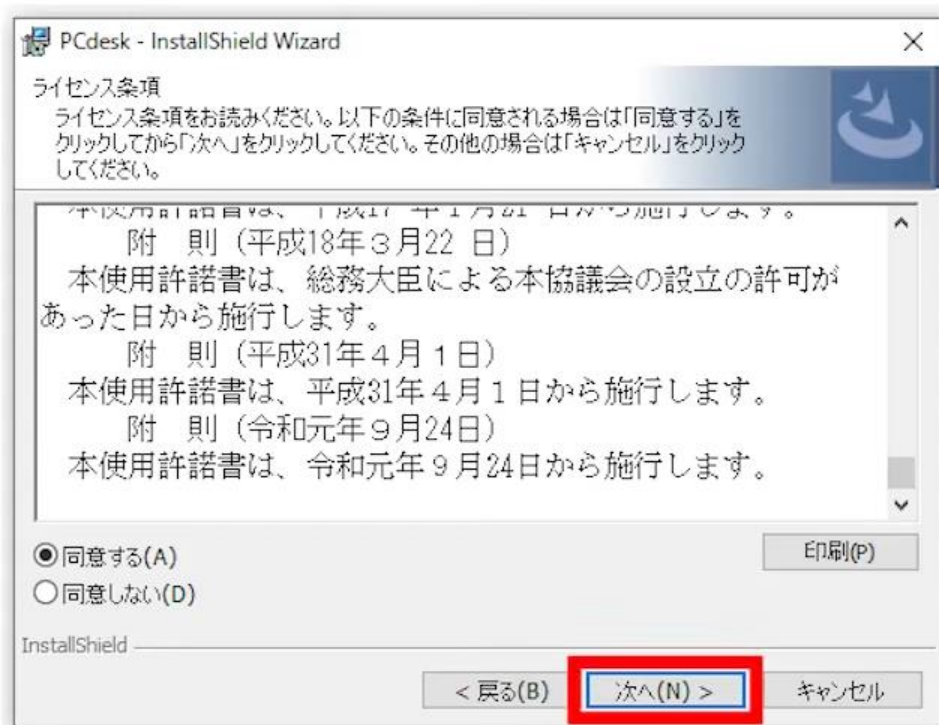 PCdesk - InstallShield Wizard
ライセンス条項
ライセンス条項をお読みください。以下の条件に同意される場合は「同意する」を
クリックしてから「次へ」をクリックしてください。その他の場合は「キャンセル」をクリック
してください。
附 則（平成18年３月22 日）
本使用許諾書は、総務大臣による本協議会の設立の許可が
あった日から施行します。
附 則（平成31年４月１日）
本使用許諾書は、平成31年４月１日から施行します。
附 則（令和元年９月24日）
本使用許諾書は、令和元年９月24日から施行します。
同意する(A)
印刷(P)
同意しない(D)
InstallShield
< 戻る(B)
次へ(N) >
キャンセル